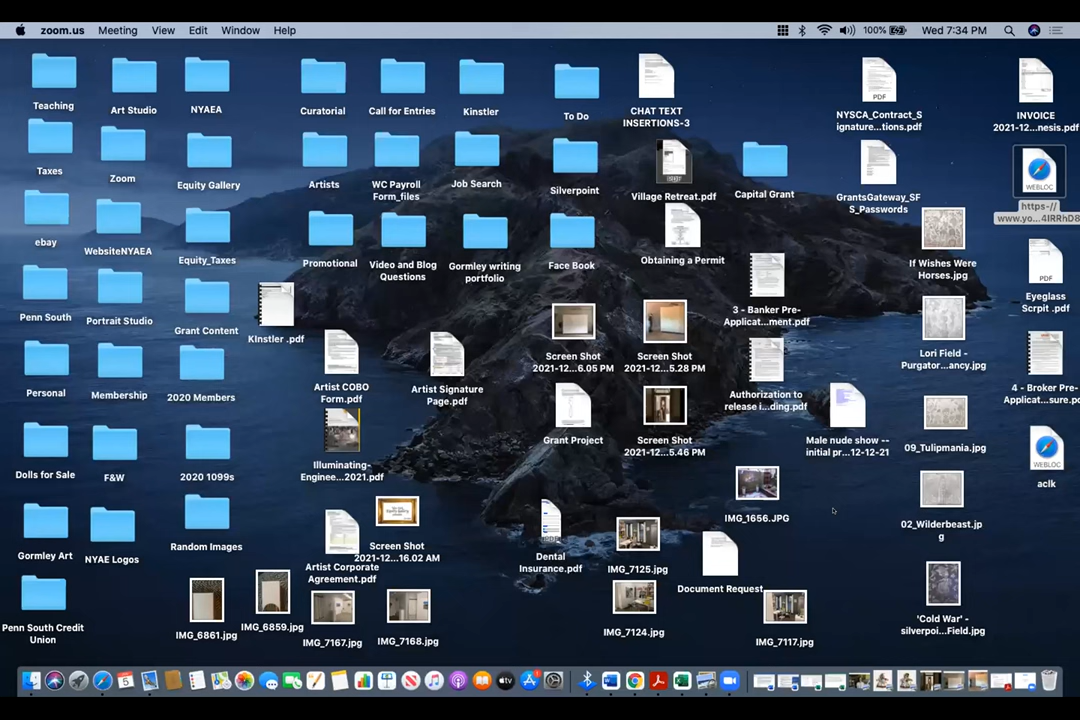 zoom.us Meeting View Edit Window Help 100% Wed 7:34 PM
Teaching
Art Studio
NYAEA
Curatorial
Call for Entries
Kinstler
To Do
CHAT TEXT
INSERTIONS-3
PDF
NYSCA_Contract_S
ignature...tions.pdf
INVOICE
2021-12...nesis.pdf
Taxes
Zoom
Equity Gallery
Artists
WC Payroll
Form_files
Job Search
Silverpoint
Village Retreat.pdf
Capital Grant
GrantsGateway_SF
S_Passwords
WEBLOC
https-//
www.yo...4IRRhD8
ebay
WebsiteNYAEA
Equity_Taxes
Promotional
Video and Blog
Questions
Gormley writing
portfolio
Face Book
Obtaining a Permit
If Wishes Were
Horses.jpg
PDF
Eyeglass
Scrpit .pdf
Penn South
Portrait Studio
Grant Content
KInstler .pdf
Screen Shot
2021-12...6.05 PM
Screen Shot
2021-12...5.28 PM
3 - Banker Pre-
Applicat...ment.pdf
Lori Field -
Purgator...ancy.jpg
Personal
Membership
2020 Members
Artist COBO
Form.pdf
Artist Signature
Page.pdf
Grant Project
Screen Shot
2021-12...5.46 PM
Authorization to
release i...ding.pdf
Male nude show --
initial pr...12-12-21
09_Tulipmania.jpg
4 - Broker Pre-
Applicat...sure.pdf
Dolls for Sale
F&W
2020 1099s
Illuminating-
Enginee...2021.pdf
IMG_1656.JPG
02_Wilderbeast.jp
g
WEBLOC
aclk
Gormley Art
NYAE Logos
Random Images
Artist Corporate
Agreement.pdf
Screen Shot
2021-12...16.02 AM
Dental
Insurance.pdf
IMG_7125.jpg
Document Request
Penn South Credit
Union
IMG_6861.jpg
IMG_6859.jpg
IMG_7167.jpg
IMG_7168.jpg
IMG_7124.jpg
IMG_7117.jpg
'Cold War' -
silverpoi...Field.jpg